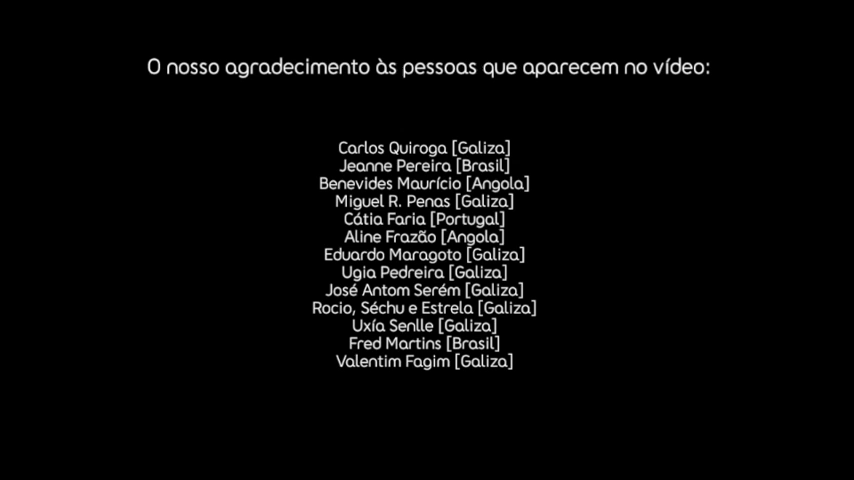 O nosso agradecimento às pessoas que aparecem no vídeo:
Carlos Quiroga [Galiza]
Jeanne Pereira [Brasil]
Benevides Maurício [Angola]
Miguel R. Penas [Galiza]
Cátia Faria [Portugal]
Aline Frazão [Angola]
Eduardo Maragoto [Galiza]
Ugia Pedreira [Galiza]
José Antom Serém [Galiza]
Rocio, Séchu e Estrela [Galiza]
Uxía Senlle [Galiza]
Fred Martins [Brasil]
Valentim Fagim [Galiza]